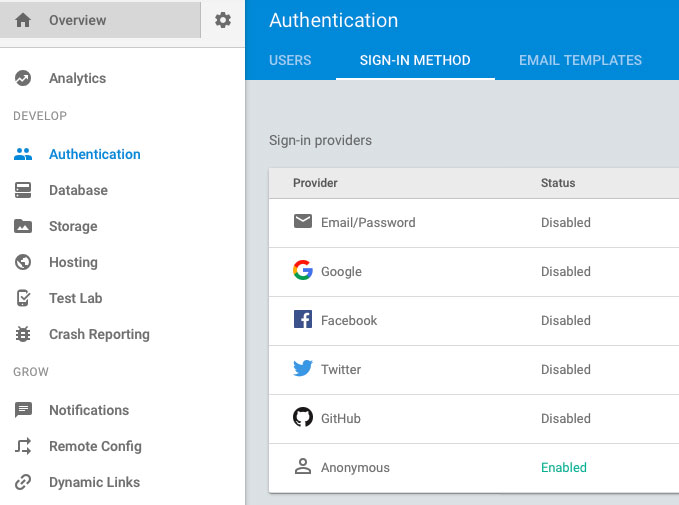 Overview
Analytics
DEVELOP
Authentication
Database
Storage
Hosting
Test Lab
Crash Reporting
GROW
Notifications
Remote Config
Dynamic Links
Authentication
USERS SIGN-IN METHOD EMAIL TEMPLATES
Sign-in providers
Provider Status
Email/Password Disabled
Google Disabled
Facebook Disabled
Twitter Disabled
GitHub Disabled
Anonymous Enabled